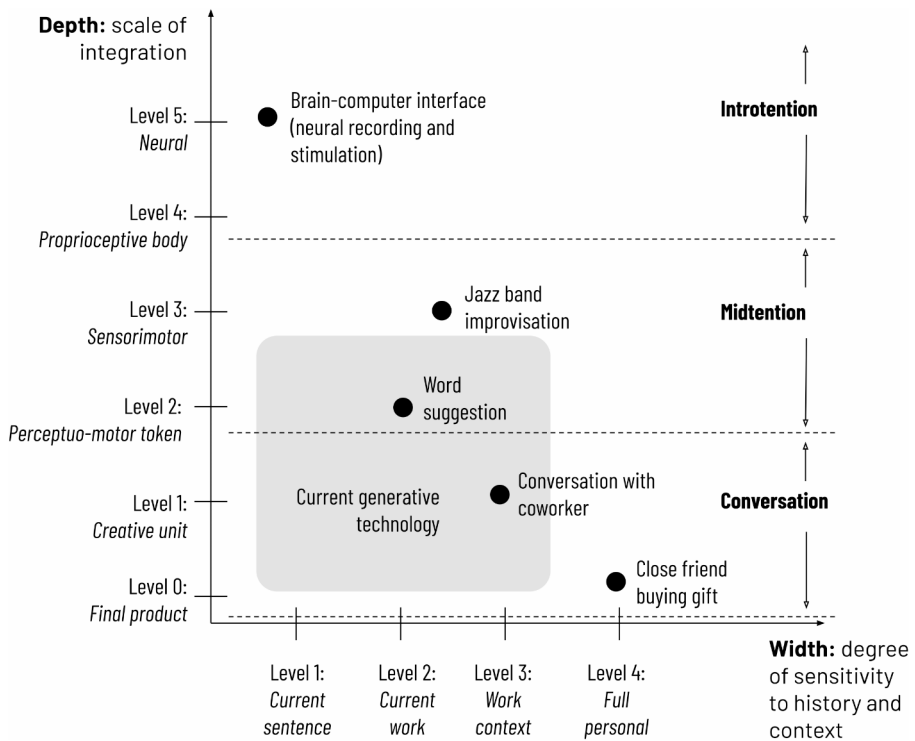 Depth: scale of
integration
Level 5:
Neural
Brain-computer interface
(neural recording and
stimulation)
Introtention
Level 4:
Proprioceptive body
Level 3:
Sensorimotor
Jazz band
improvisation
Midtention
Level 2:
Perceptuo-motor token
Word
suggestion
Level 1:
Creative unit
Current generative
technology
Conversation with
coworker
Conversation
Level 0:
Final product
Close friend
buying gift
Level 1:
Current
sentence
Level 2:
Current
work
Level 3:
Work
context
Level 4:
Full
personal
Width: degree
of sensitivity
to history and
context